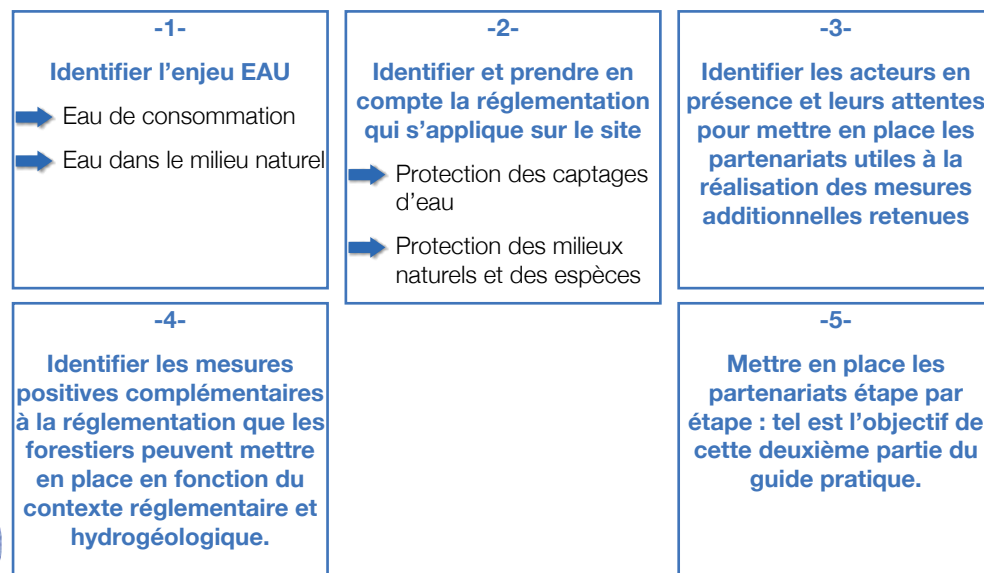 -1-
Identifier l’enjeu EAU
Eau de consommation
Eau dans le milieu naturel
-2-
Identifier et prendre en
compte la réglementation
qui s’applique sur le site
Protection des captages
d’eau
Protection des milieux
naturels et des espèces
-3-
Identifier les acteurs en
présence et leurs attentes
pour mettre en place les
partenariats utiles à la
réalisation des mesures
additionnelles retenues
-4-
Identifier les mesures
positives complémentaires
à la réglementation que les
forestiers peuvent mettre
en place en fonction du
contexte réglementaire et
hydrogéologique.
-5-
Mettre en place les
partenariats étape par
étape : tel est l’objectif de
cette deuxième partie du
guide pratique.